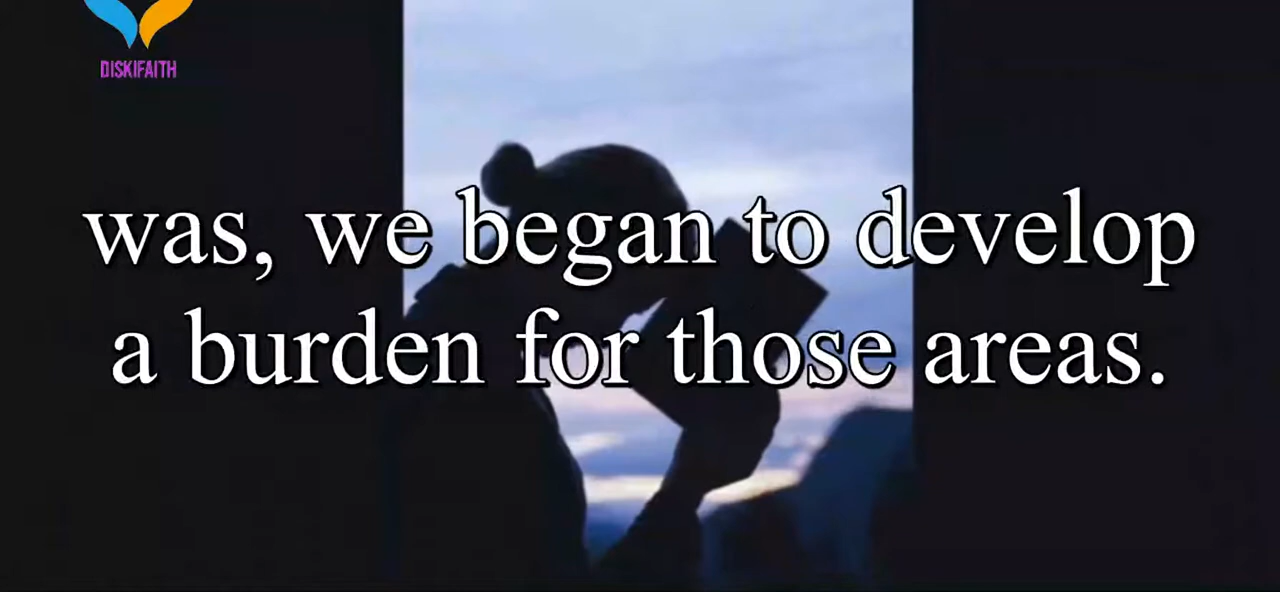 DISKIFAITH
was, we began to develop
a burden for those areas.